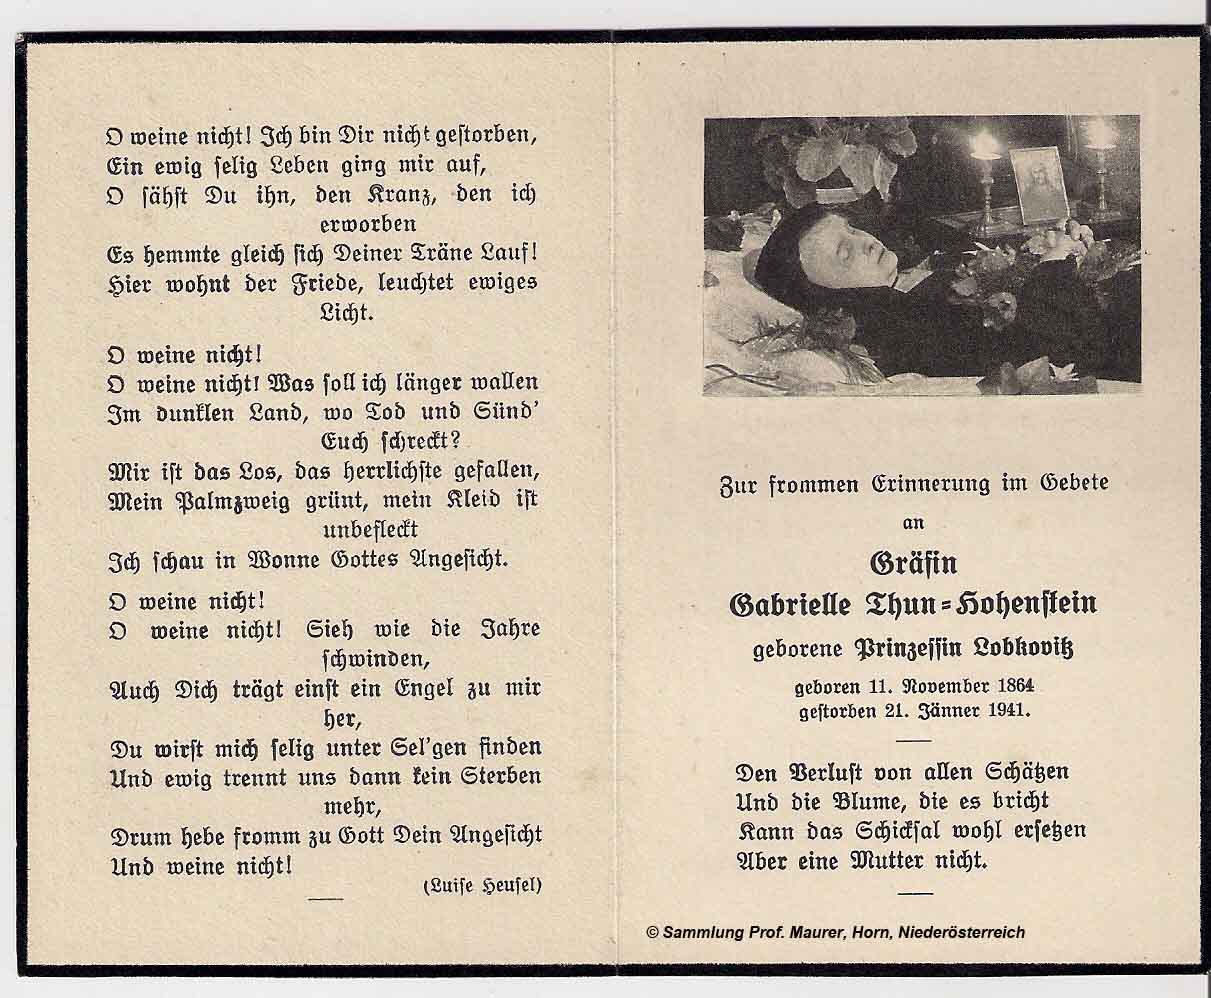 O weine nicht! Ich bin Dir nicht gestorben,
Ein ewig selig Leben ging mir auf,
O sähst Du ihn, den Kranz, den ich
erworben
Es hemmte gleich sich Deiner Träne Lauf!
Hier wohnt der Friede, leuchtet ewiges
Licht.
O weine nicht!
O weine nicht! Was soll ich länger wallen
Im dunklen Land, wo Tod und Sünd'
Euch schreckt?
Mir ist das Los, das herrlichste gefallen,
Mein Palmzweig grünt, mein Kleid ist
unbefleckt
Ich schau in Wonne Gottes Angesicht.
O weine nicht!
O weine nicht! Sieh wie die Jahre
schwinden,
Auch Dich trägt einst ein Engel zu mir
her,
Du wirst mich selig unter Sel'gen finden
Und ewig trennt uns dann kein Sterben
mehr,
Drum hebe fromm zu Gott Dein Angesicht
Und weine nicht!
(Luise Heusel)
Zur frommen Erinnerung im Gebete
an
Gräfin
Gabrielle Thun-Hohenstein
geborene Prinzessin Lobkovitz
geboren 11. November 1864
gestorben 21. Jänner 1941.
Den Verlust von allen Schätzen
Und die Blume, die es bricht
Kann das Schicksal wohl ersetzen
Aber eine Mutter nicht.
© Sammlung Prof. Maurer, Horn, Niederösterreich